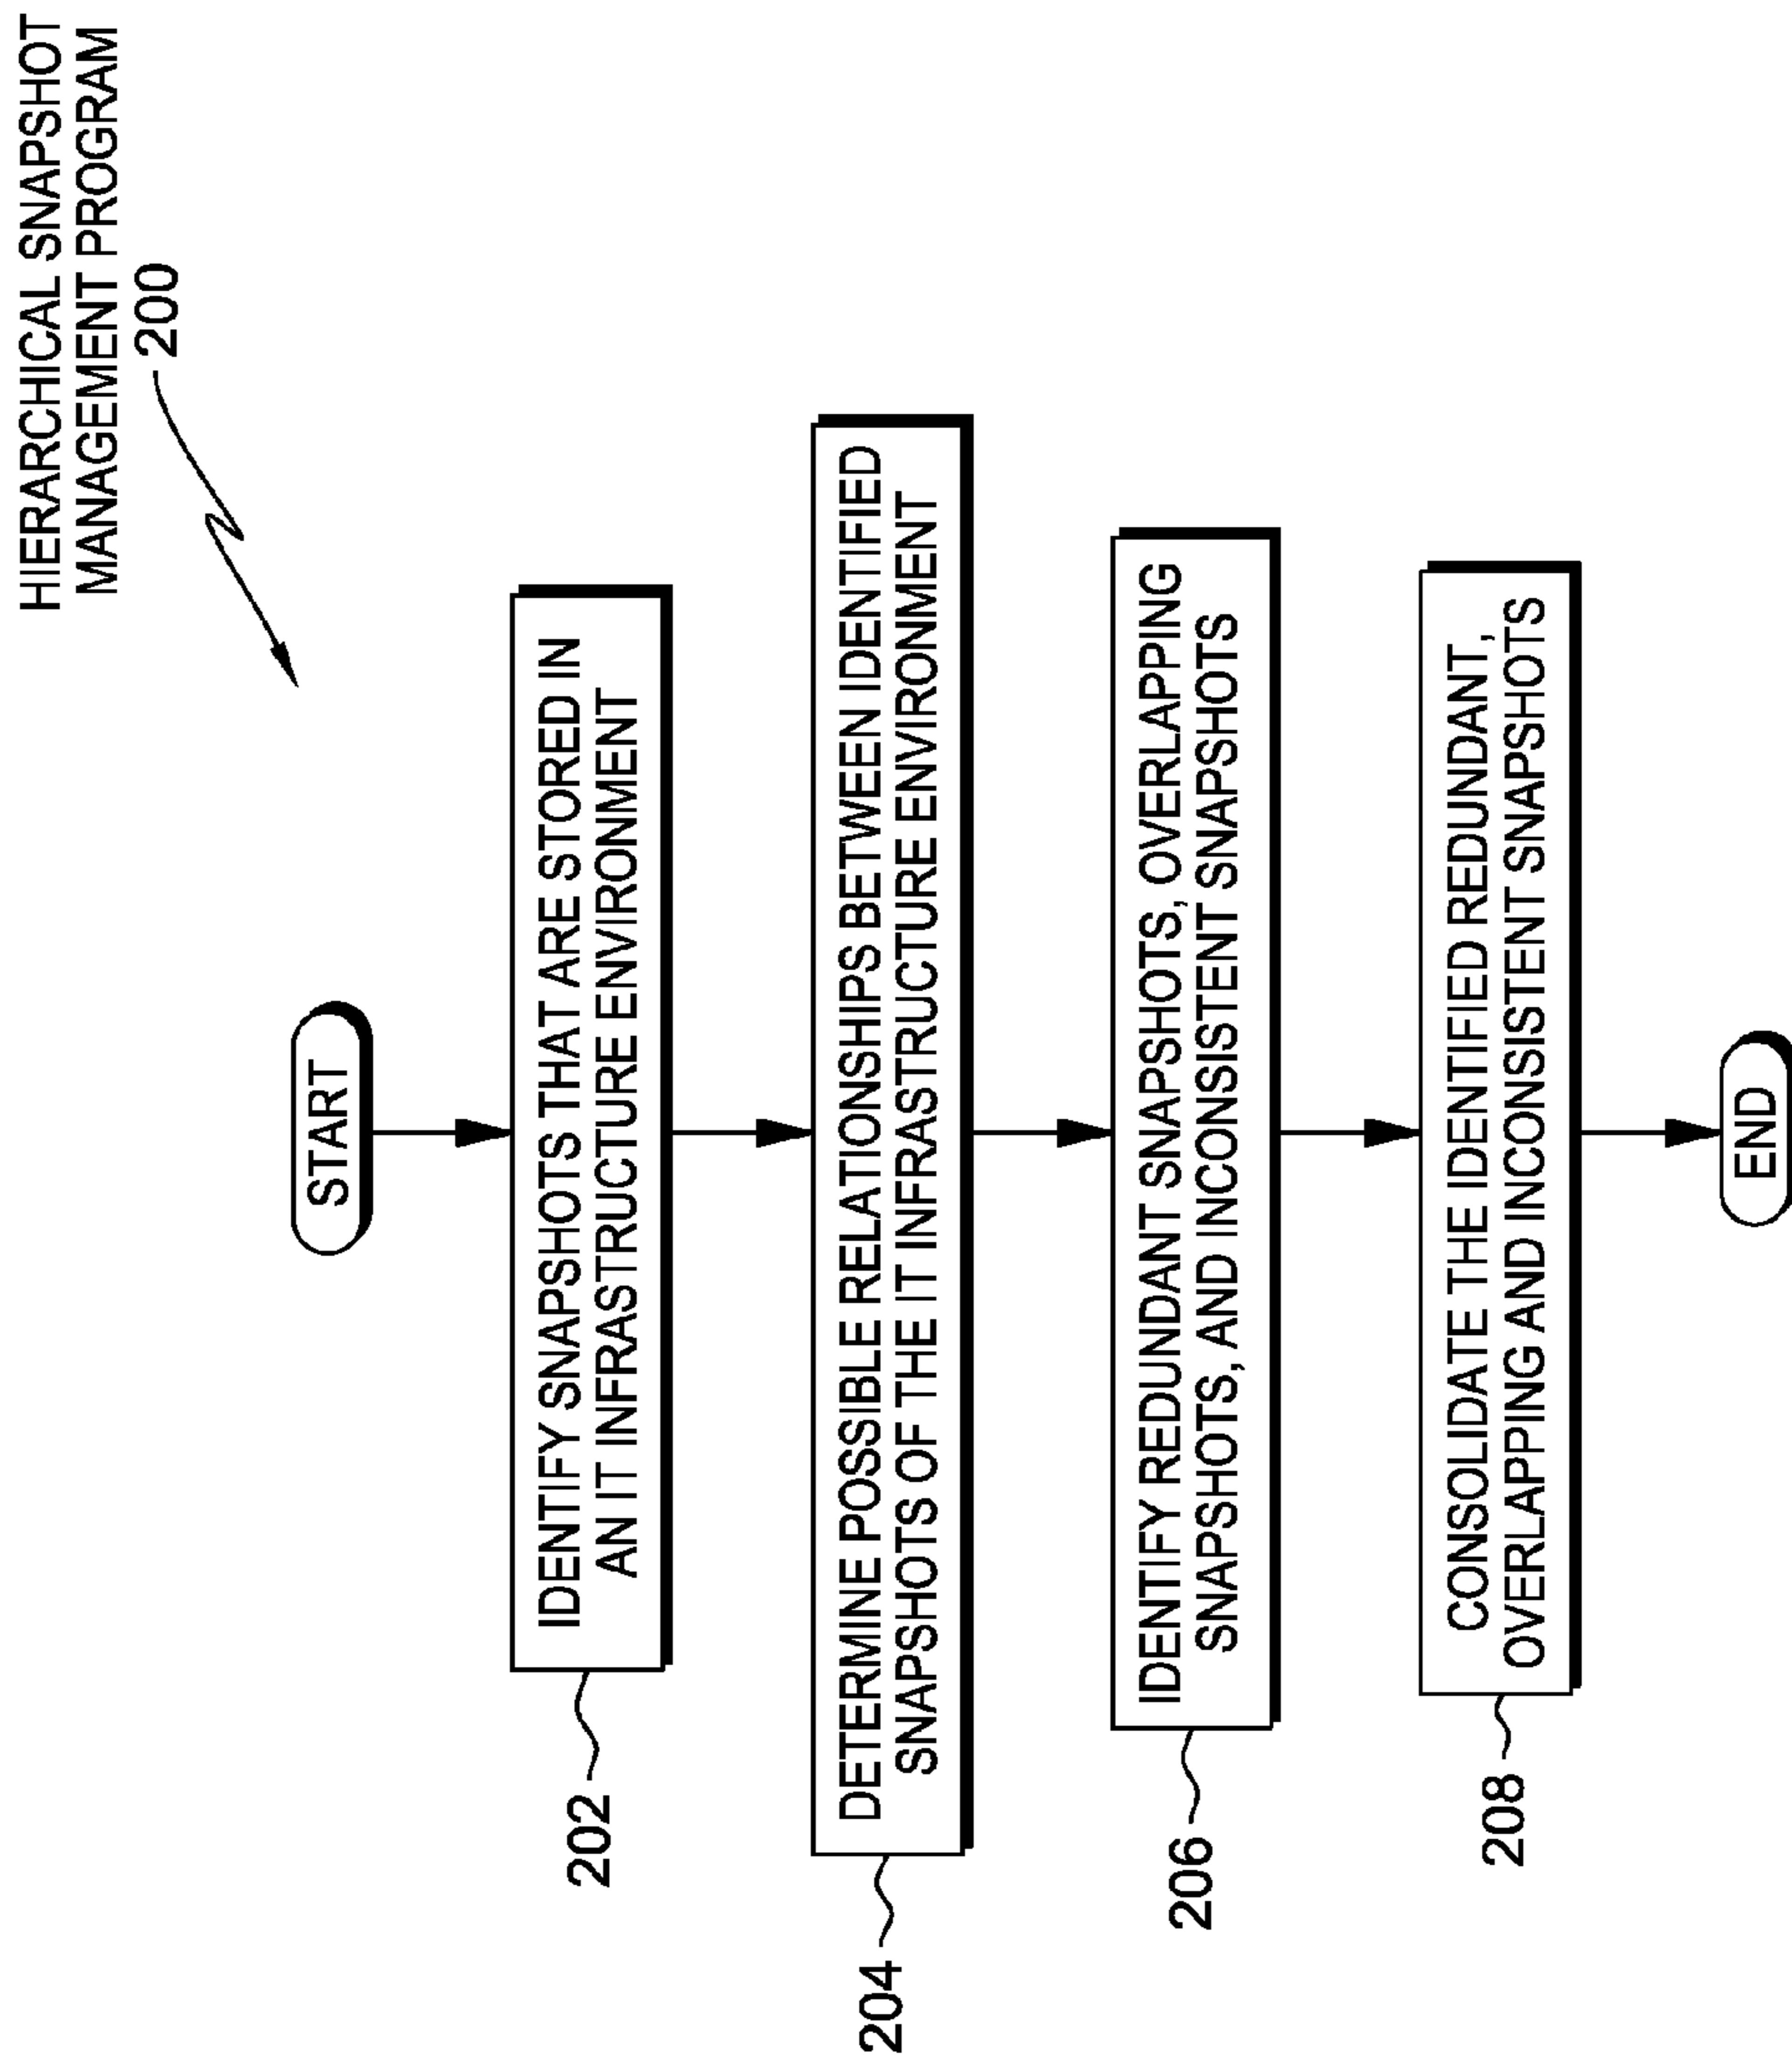 HIERARCHICAL SNAPSHOT
MANAGEMENT PROGRAM
200
START
202
IDENTIFY SNAPSHOTS THAT ARE STORED IN
AN IT INFRASTRUCTURE ENVIRONMENT
204
DETERMINE POSSIBLE RELATIONSHIPS BETWEEN IDENTIFIED
SNAPSHOTS OF THE IT INFRASTRUCTURE ENVIRONMENT
206
IDENTIFY REDUNDANT SNAPSHOTS, OVERLAPPING
SNAPSHOTS, AND INCONSISTENT SNAPSHOTS
208
CONSOLIDATE THE IDENTIFIED REDUNDANT,
OVERLAPPING AND INCONSISTENT SNAPSHOTS
END